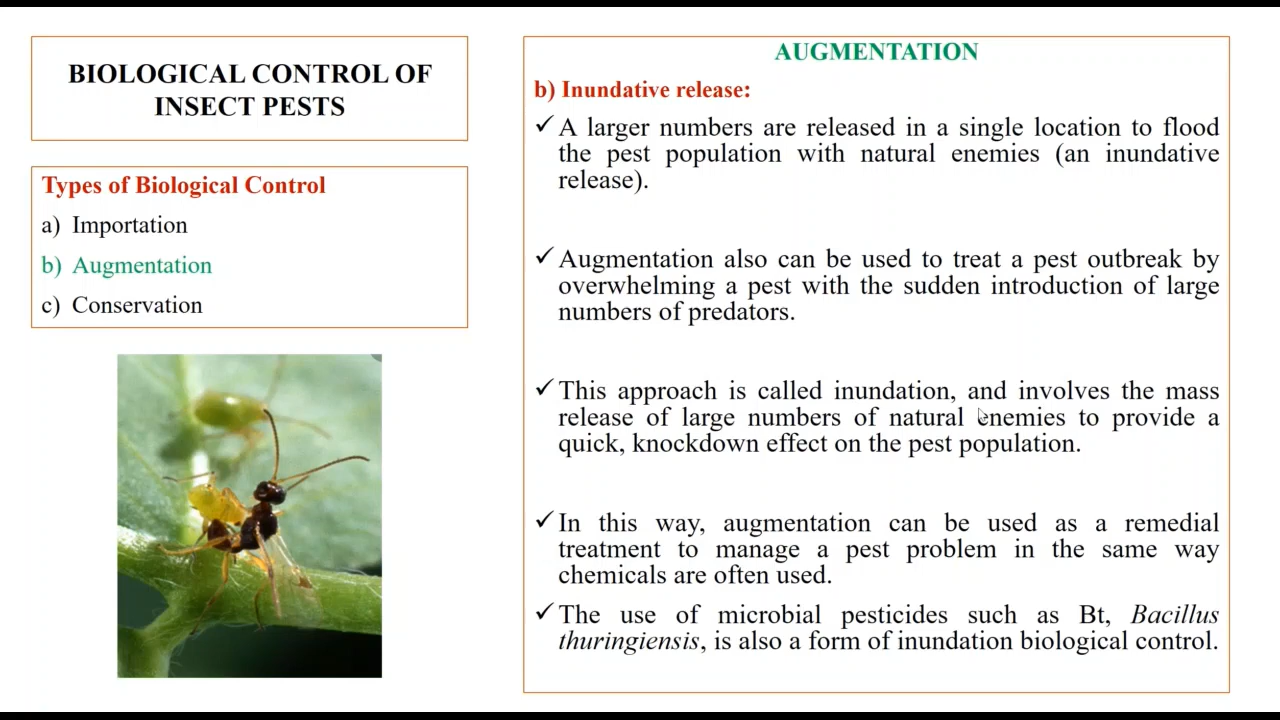 BIOLOGICAL CONTROL OF
INSECT PESTS
Types of Biological Control
a) Importation
b) Augmentation
c) Conservation
AUGMENTATION
b) Inundative release:
✓ A larger numbers are released in a single location to flood
the pest population with natural enemies (an inundative
release).
✓ Augmentation also can be used to treat a pest outbreak by
overwhelming a pest with the sudden introduction of large
numbers of predators.
✓ This approach is called inundation, and involves the mass
release of large numbers of natural enemies to provide a
quick, knockdown effect on the pest population.
✓ In this way, augmentation can be used as a remedial
treatment to manage a pest problem in the same way
chemicals are often used.
✓ The use of microbial pesticides such as Bt, Bacillus
thuringiensis, is also a form of inundation biological control.